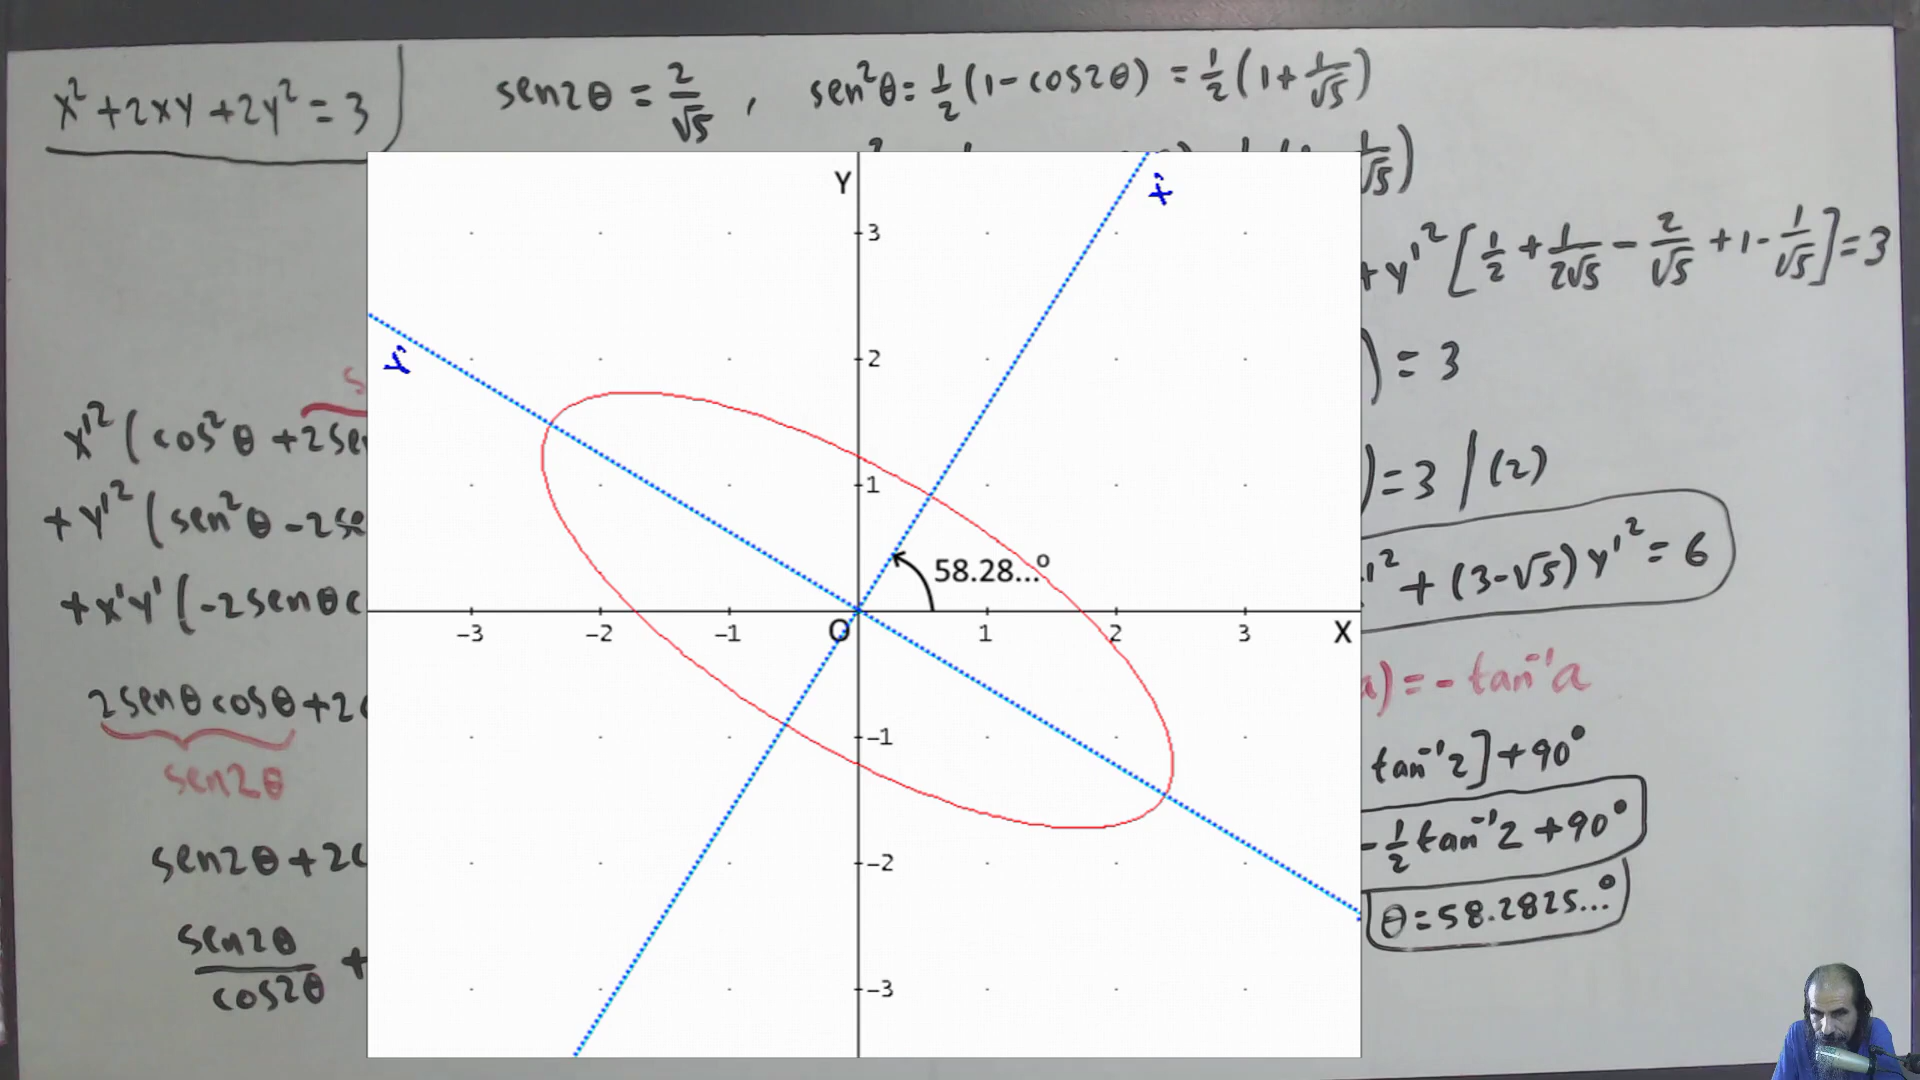 x² + 2xy + 2y² = 3
sen2θ = 2/√5 , sen²θ = 1/2 (1 - cos2θ) = 1/2 (1 + 1/√5)
√5)
+ y'² [1/2 + 1/(2√5) - 2/√5 + 1 - 1/√5] = 3
) = 3
) = 3 /(2)
'² + (3-√5) y'² = 6
a) = - tan⁻¹a
tan⁻¹2] + 90°
- 1/2 tan⁻¹2 + 90°
θ = 58.2825...°
x'² ( cos²θ + 2se
+ y'² ( sen²θ - 2se
+ x'y' ( -2senθc
2senθcosθ + 2
sen2θ
sen2θ + 2c
sen2θ/cos2θ +
Y
X'
3
Y'
2
1
58.28...°
-3 -2 -1 O 1 2 3 X
-1
-2
-3